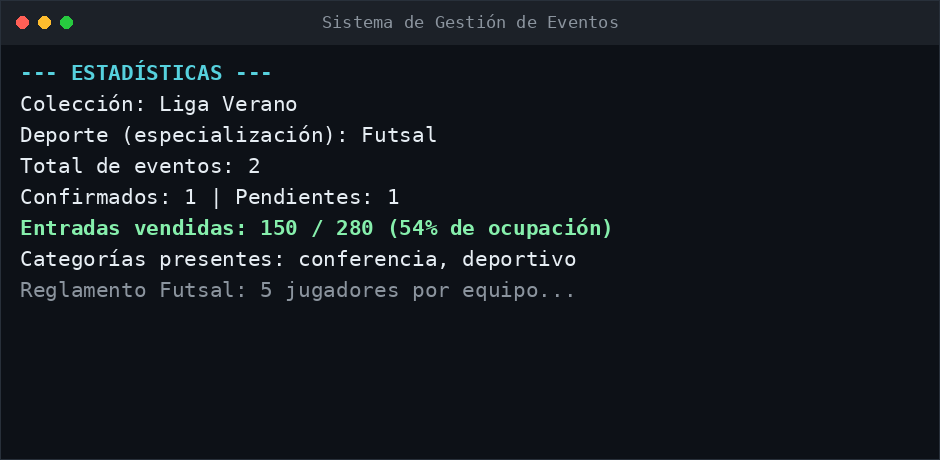 Sistema de Gestión de Eventos
--- ESTADÍSTICAS ---
Colección: Liga Verano
Deporte (especialización): Futsal
Total de eventos: 2
Confirmados: 1 | Pendientes: 1
Entradas vendidas: 150 / 280 (54% de ocupación)
Categorías presentes: conferencia, deportivo
Reglamento Futsal: 5 jugadores por equipo...